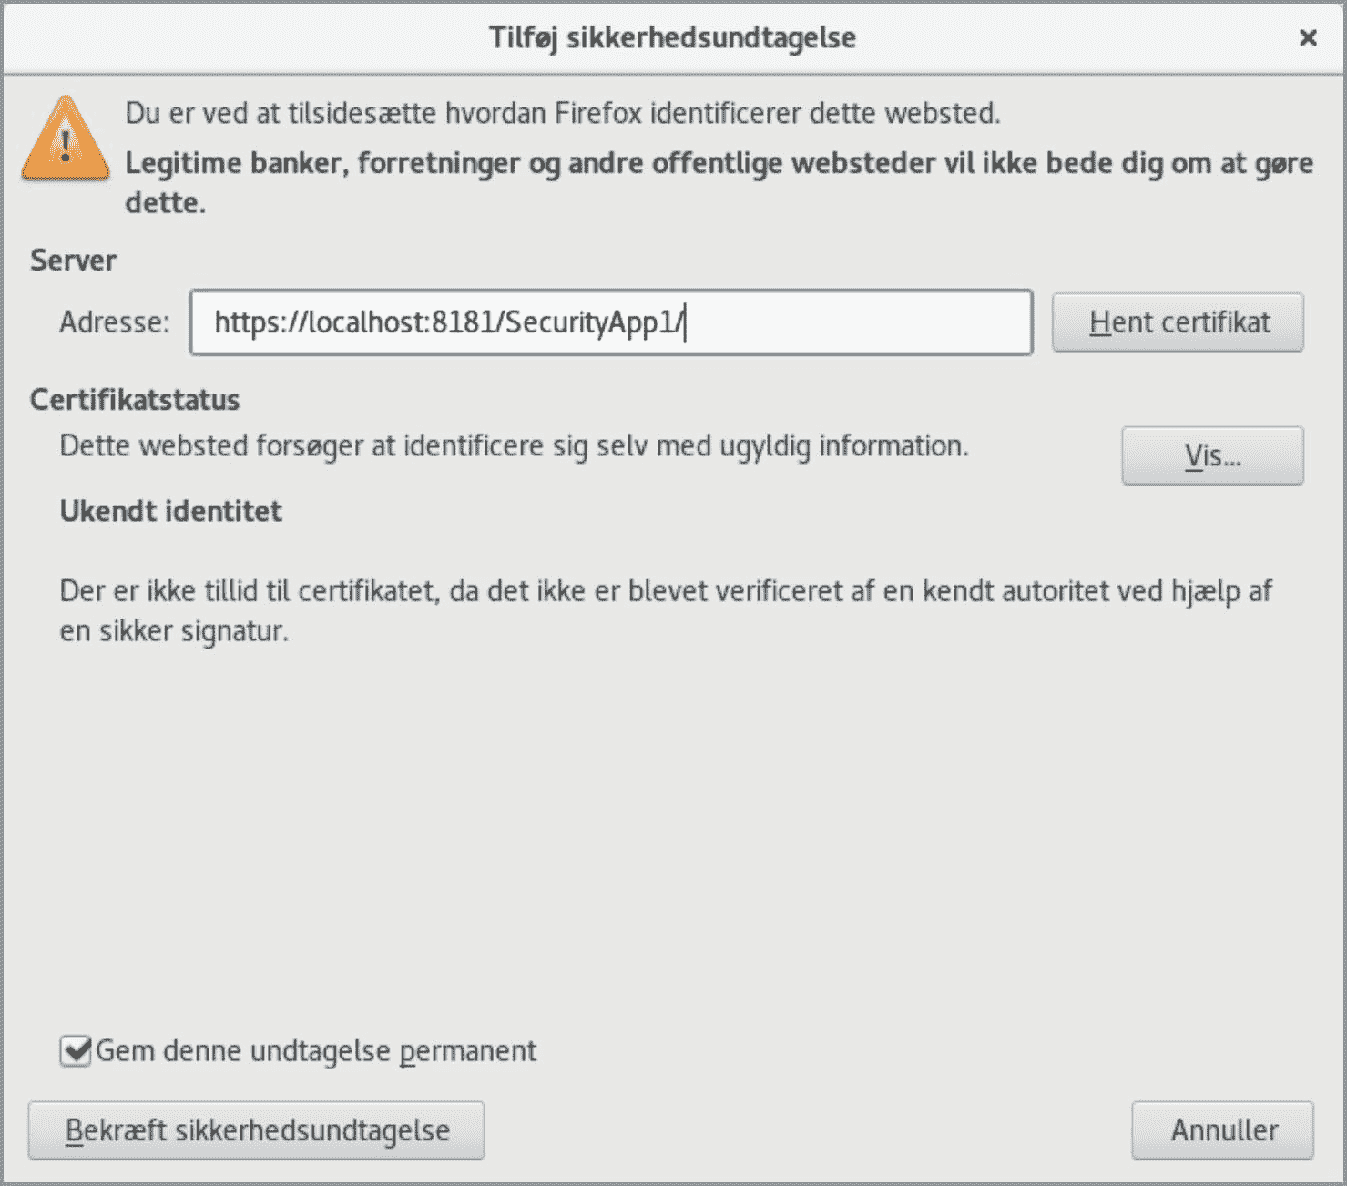 Tilføj sikkerhedsundtagelse
Du er ved at tilsidesætte hvordan Firefox identificerer dette websted.
Legitime banker, forretninger og andre offentlige websteder vil ikke bede dig om at gøre
dette.
Server
Adresse: https://localhost:8181/SecurityApp1/ Hent certifikat
Certifikatstatus
Dette websted forsøger at identificere sig selv med ugyldig information.
Vis...
Ukendt identitet
Der er ikke tillid til certifikatet, da det ikke er blevet verificeret af en kendt autoritet ved hjælp af
en sikker signatur.
Gem denne undtagelse permanent
Bekræft sikkerhedsundtagelse Annuller